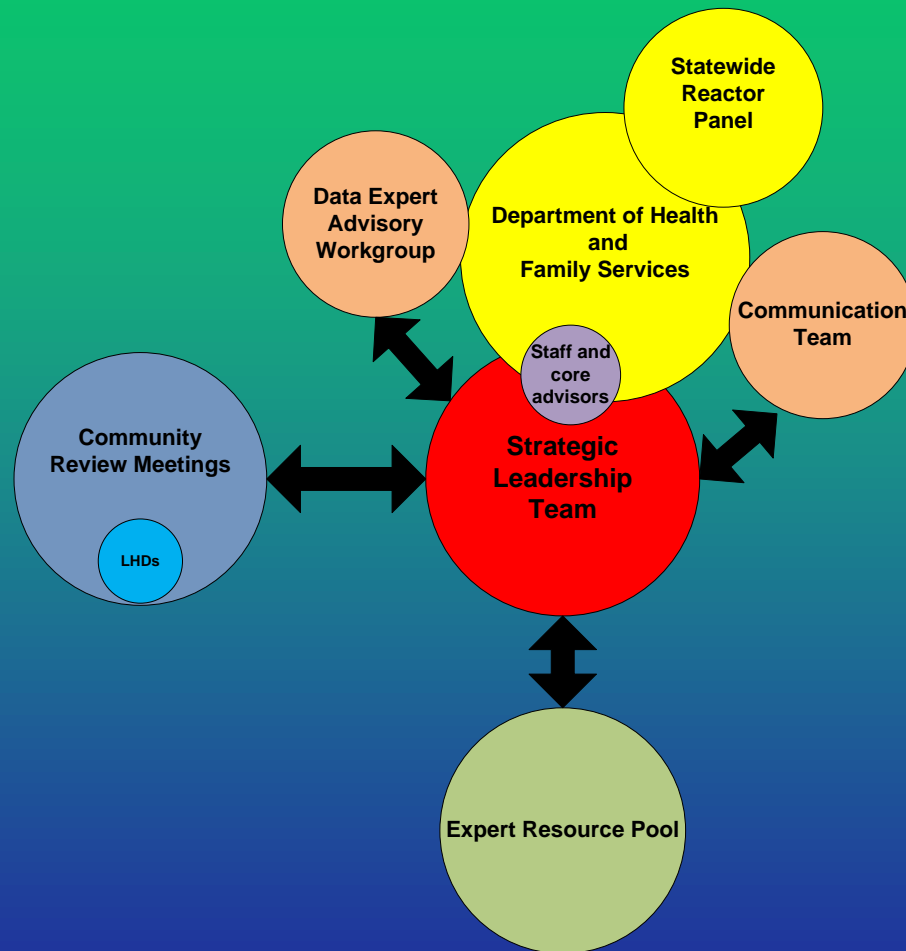 Statewide
Reactor
Panel
Data Expert
Advisory
Workgroup
Department of Health
and
Family Services
Communication
Team
Staff and
core
advisors
Community
Review Meetings
Strategic
Leadership
Team
LHDs
Expert Resource Pool